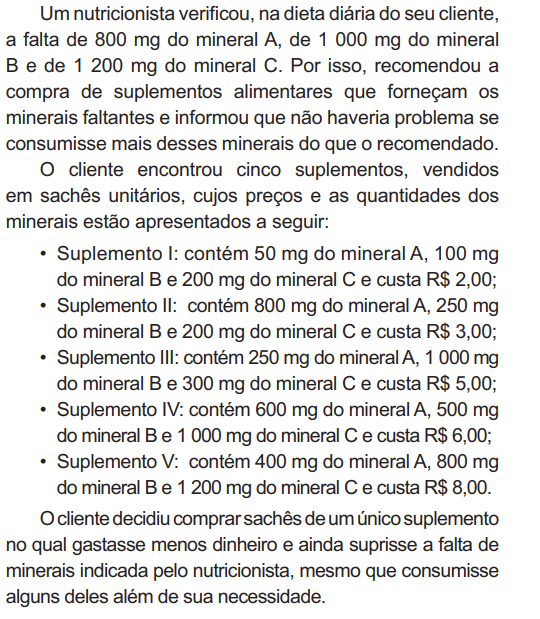 Um nutricionista verificou, na dieta diária do seu cliente,
a falta de 800 mg do mineral A, de 1 000 mg do mineral
B e de 1 200 mg do mineral C. Por isso, recomendou a
compra de suplementos alimentares que forneçam os
minerais faltantes e informou que não haveria problema se
consumisse mais desses minerais do que o recomendado.
O cliente encontrou cinco suplementos, vendidos
em sachês unitários, cujos preços e as quantidades dos
minerais estão apresentados a seguir:
• Suplemento I: contém 50 mg do mineral A, 100 mg
do mineral B e 200 mg do mineral C e custa R$ 2,00;
• Suplemento II: contém 800 mg do mineral A, 250 mg
do mineral B e 200 mg do mineral C e custa R$ 3,00;
• Suplemento III: contém 250 mg do mineral A, 1 000 mg
do mineral B e 300 mg do mineral C e custa R$ 5,00;
• Suplemento IV: contém 600 mg do mineral A, 500 mg
do mineral B e 1 000 mg do mineral C e custa R$ 6,00;
• Suplemento V: contém 400 mg do mineral A, 800 mg
do mineral B e 1 200 mg do mineral C e custa R$ 8,00.
O cliente decidiu comprar sachês de um único suplemento
no qual gastasse menos dinheiro e ainda suprisse a falta de
minerais indicada pelo nutricionista, mesmo que consumisse
alguns deles além de sua necessidade.